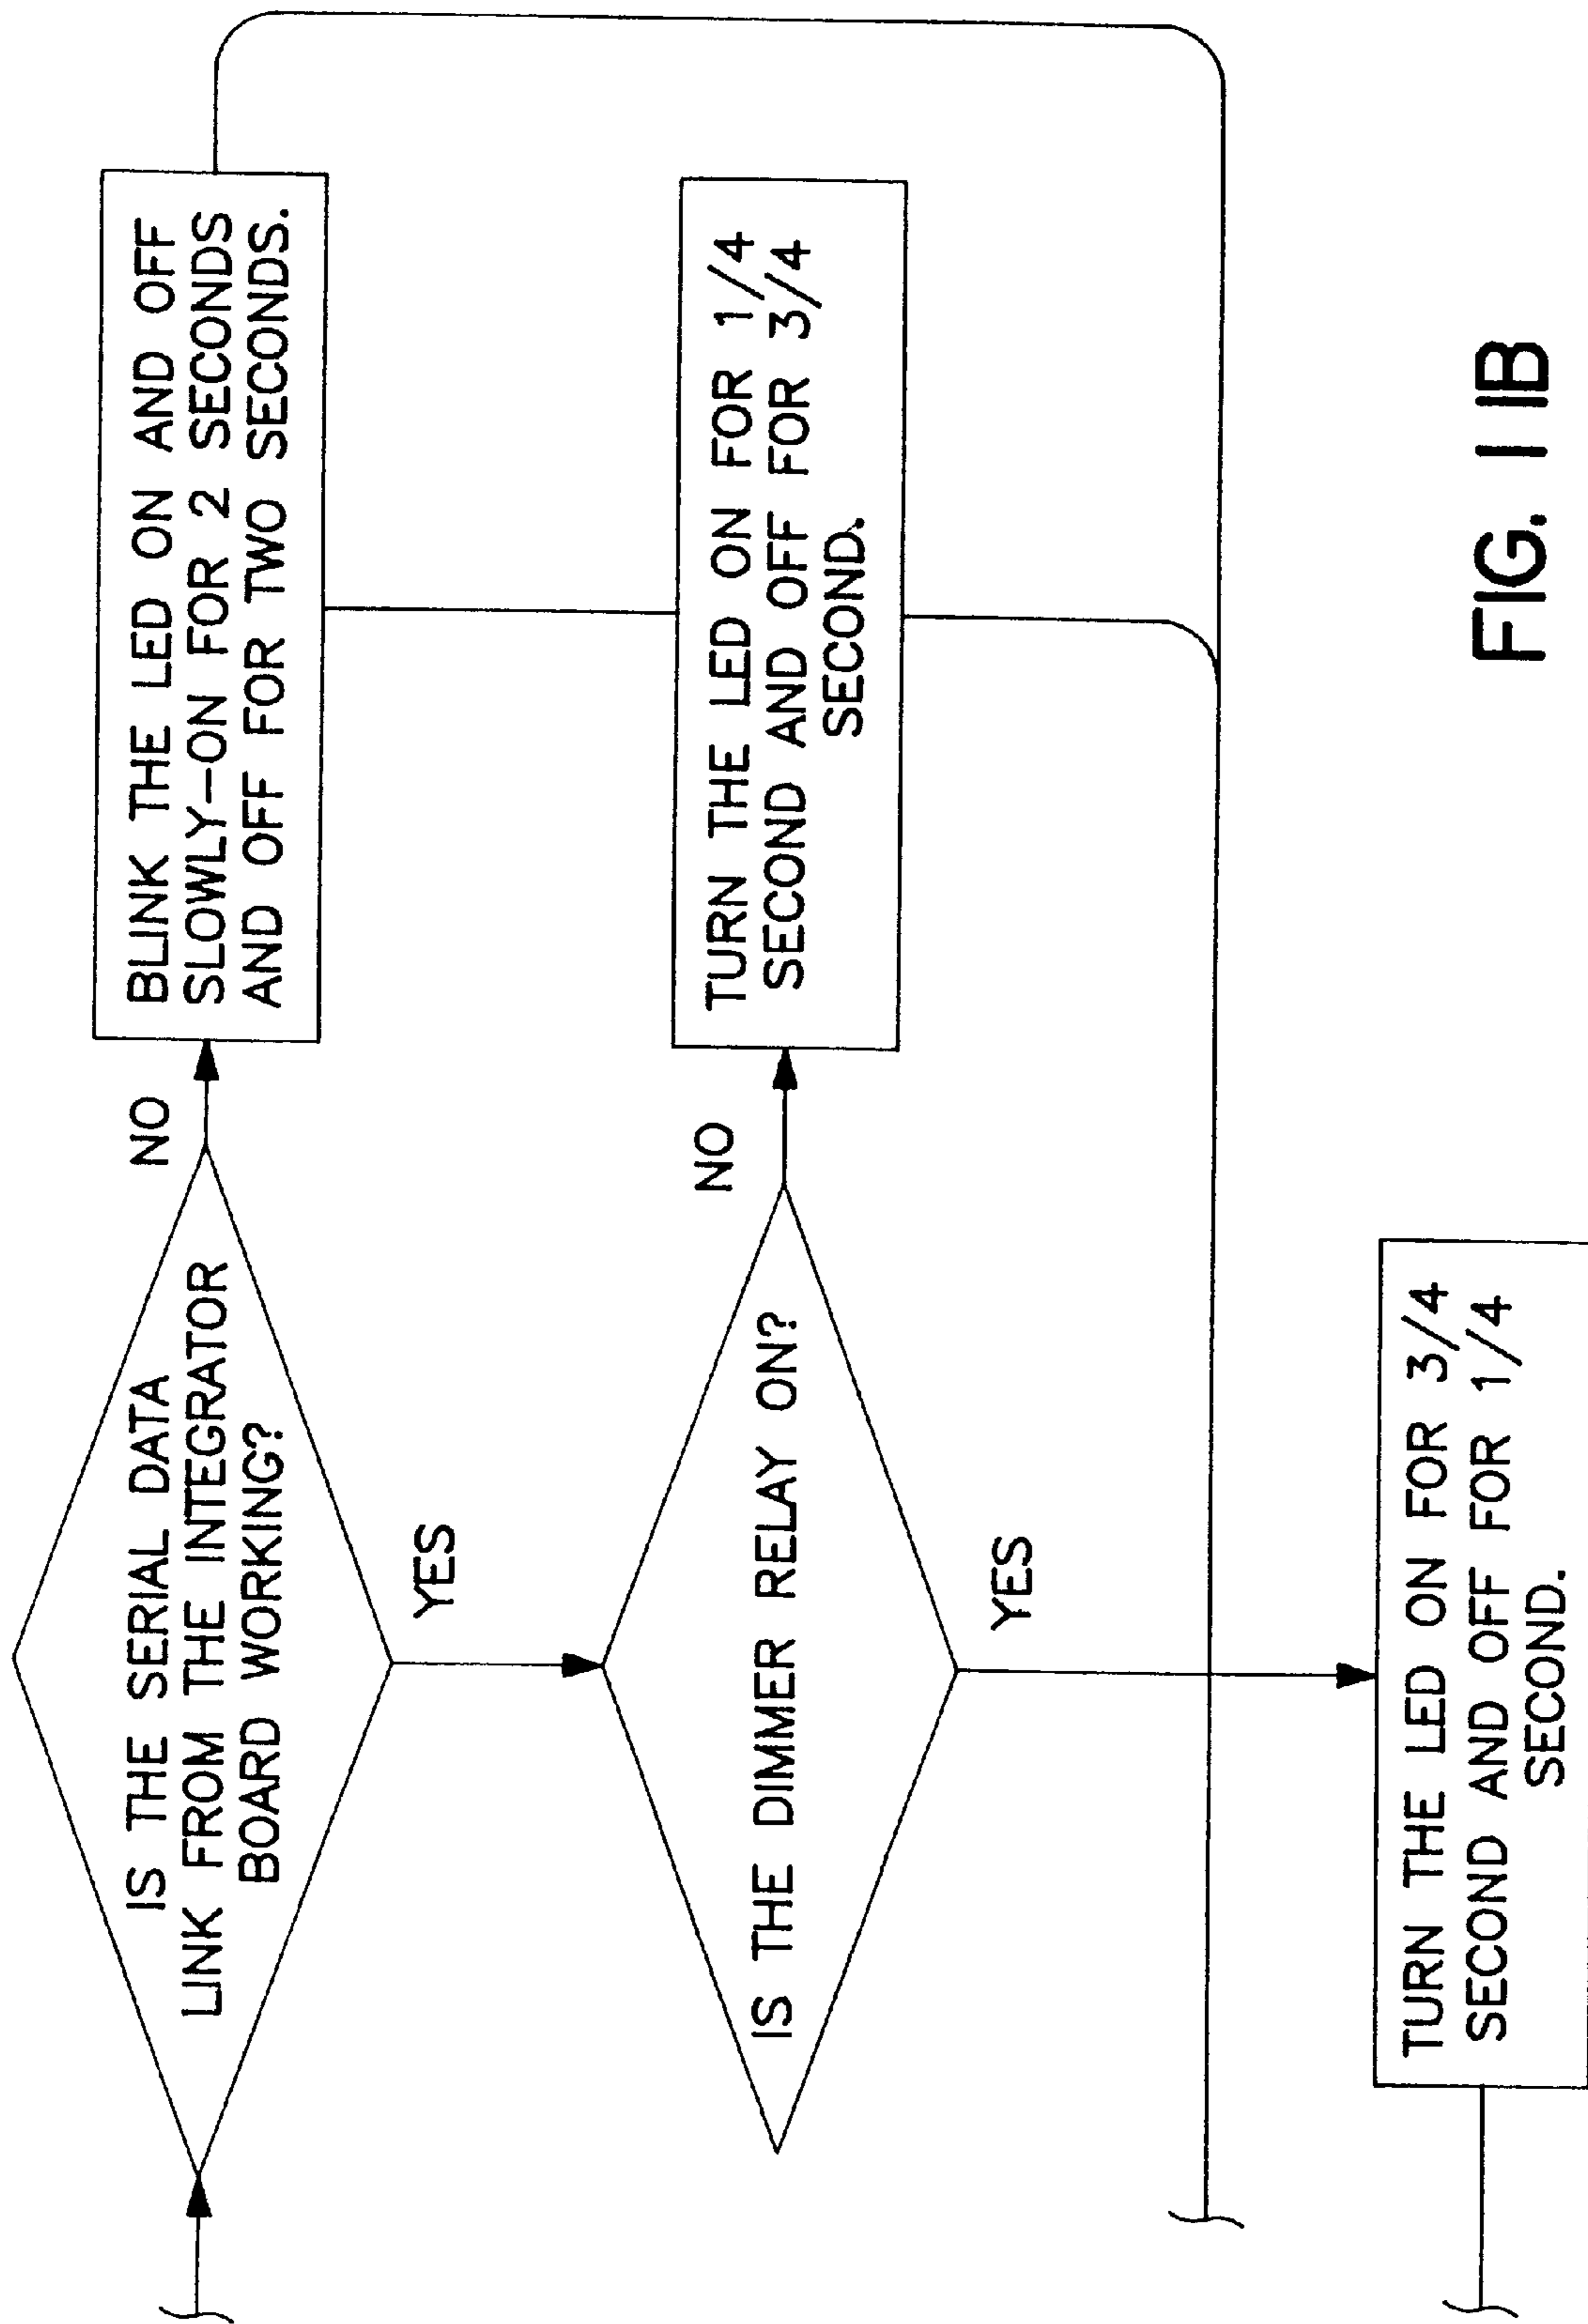 IS THE SERIAL DATA
LINK FROM THE INTEGRATOR
BOARD WORKING?
NO
BLINK THE LED ON AND OFF
SLOWLY-ON FOR 2 SECONDS
AND OFF FOR TWO SECONDS.
YES
IS THE DIMMER RELAY ON?
NO
TURN THE LED ON FOR 1/4
SECOND AND OFF FOR 3/4
SECOND.
YES
TURN THE LED ON FOR 3/4
SECOND AND OFF FOR 1/4
SECOND.
FIG. 11B